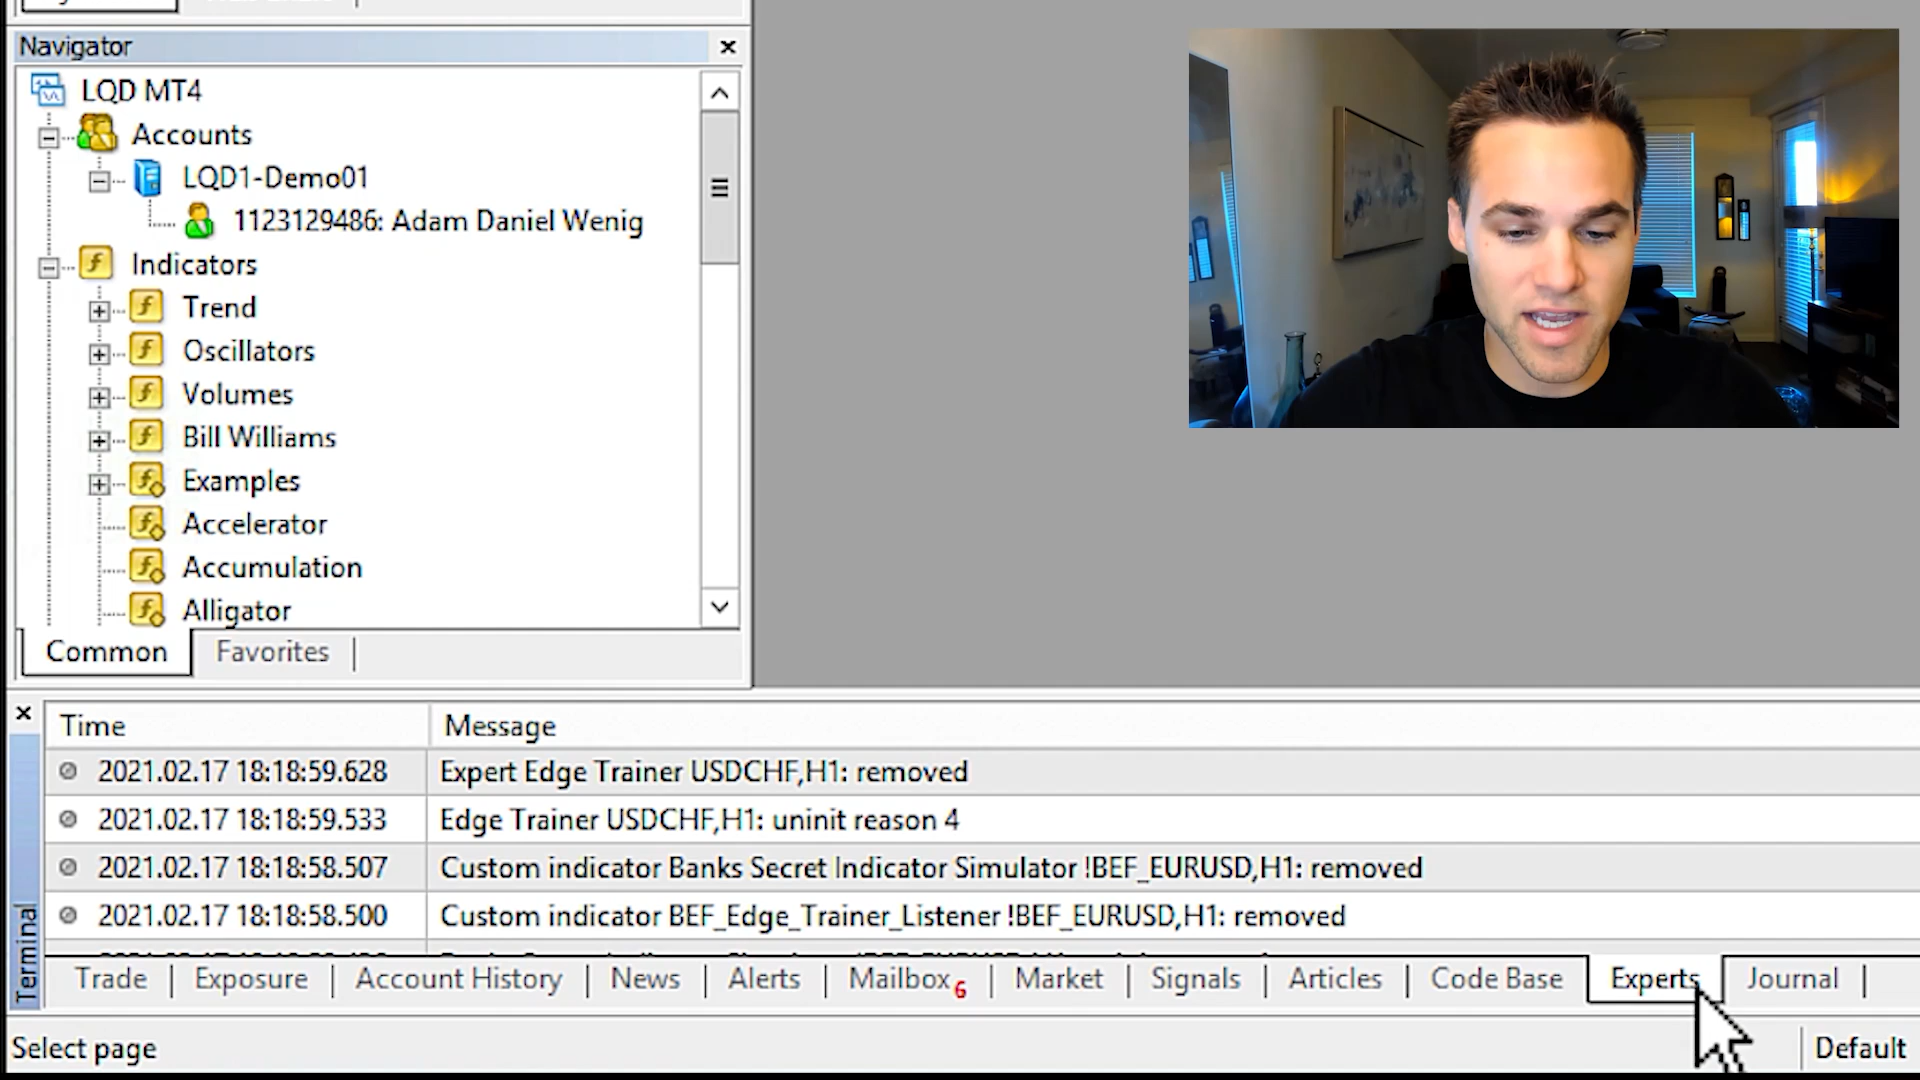 Navigator
LQD MT4
Accounts
LQD1-Demo01
1123129486: Adam Daniel Wenig
Indicators
Trend
Oscillators
Volumes
Bill Williams
Examples
Accelerator
Accumulation
Alligator
Common Favorites
Time Message
2021.02.17 18:18:59.628 Expert Edge Trainer USDCHF,H1: removed
2021.02.17 18:18:59.533 Edge Trainer USDCHF,H1: uninit reason 4
2021.02.17 18:18:58.507 Custom indicator Banks Secret Indicator Simulator !BEF_EURUSD,H1: removed
2021.02.17 18:18:58.500 Custom indicator BEF_Edge_Trainer_Listener !BEF_EURUSD,H1: removed
Terminal
Trade Exposure Account History News Alerts Mailbox 6 Market Signals Articles Code Base Experts Journal
Select page Default